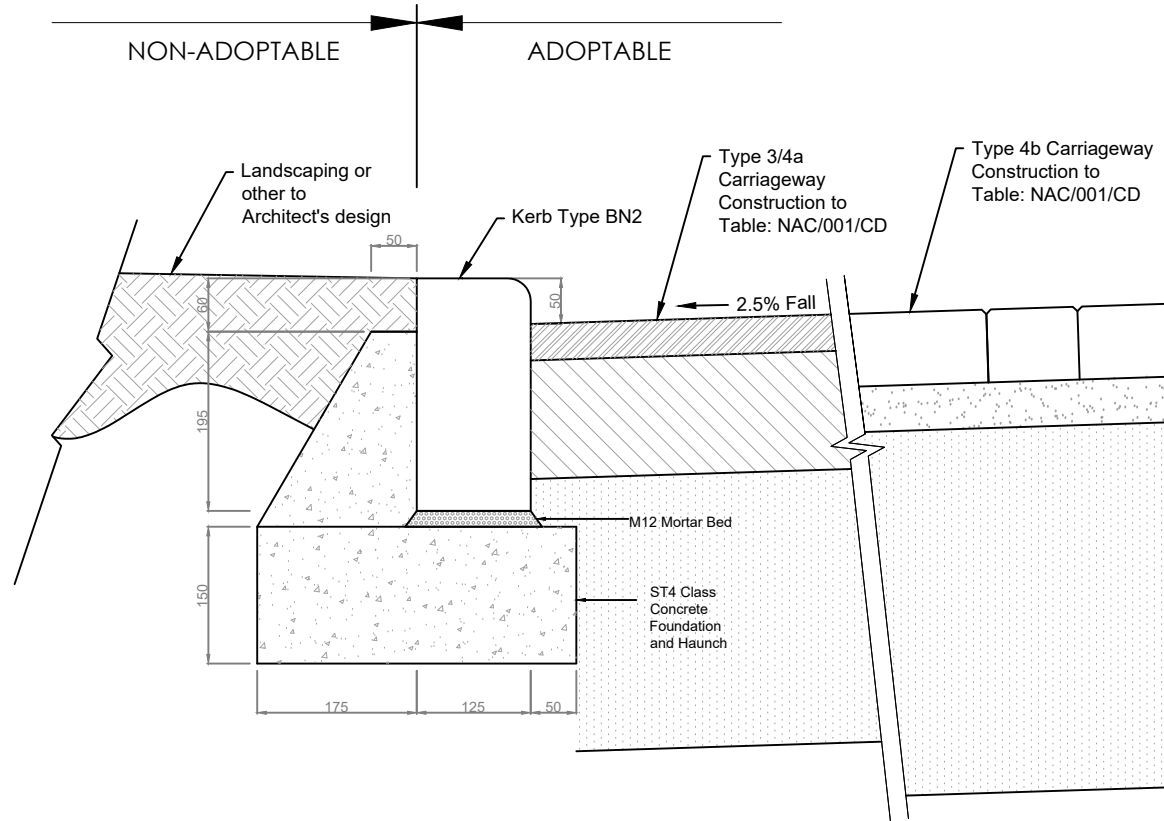 NON-ADOPTABLE
ADOPTABLE
Landscaping or
other to
Architect's design
Kerb Type BN2
Type 3/4a
Carriageway
Construction to
Table: NAC/001/CD
Type 4b Carriageway
Construction to
Table: NAC/001/CD
50
60
50
2.5% Fall
195
M12 Mortar Bed
150
ST4 Class
Concrete
Foundation
and Haunch
175
125
50